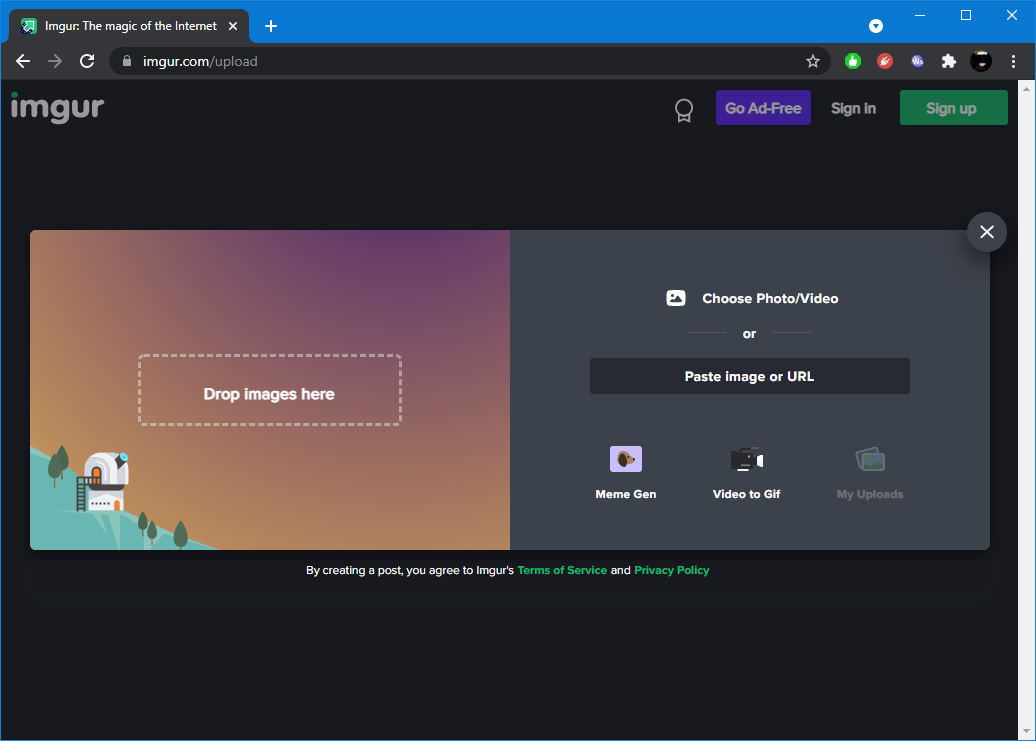 Imgur: The magic of the Internet
imgur.com/upload
imgur
Go Ad-Free
Sign in
Sign up
Choose Photo/Video
or
Paste image or URL
Drop images here
Meme Gen
Video to Gif
My Uploads
By creating a post, you agree to Imgur's Terms of Service and Privacy Policy